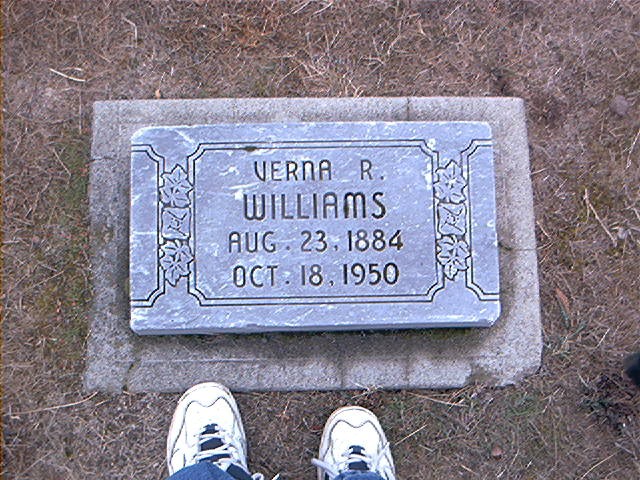 VERNA R.
WILLIAMS
AUG. 23, 1884
OCT. 18, 1950